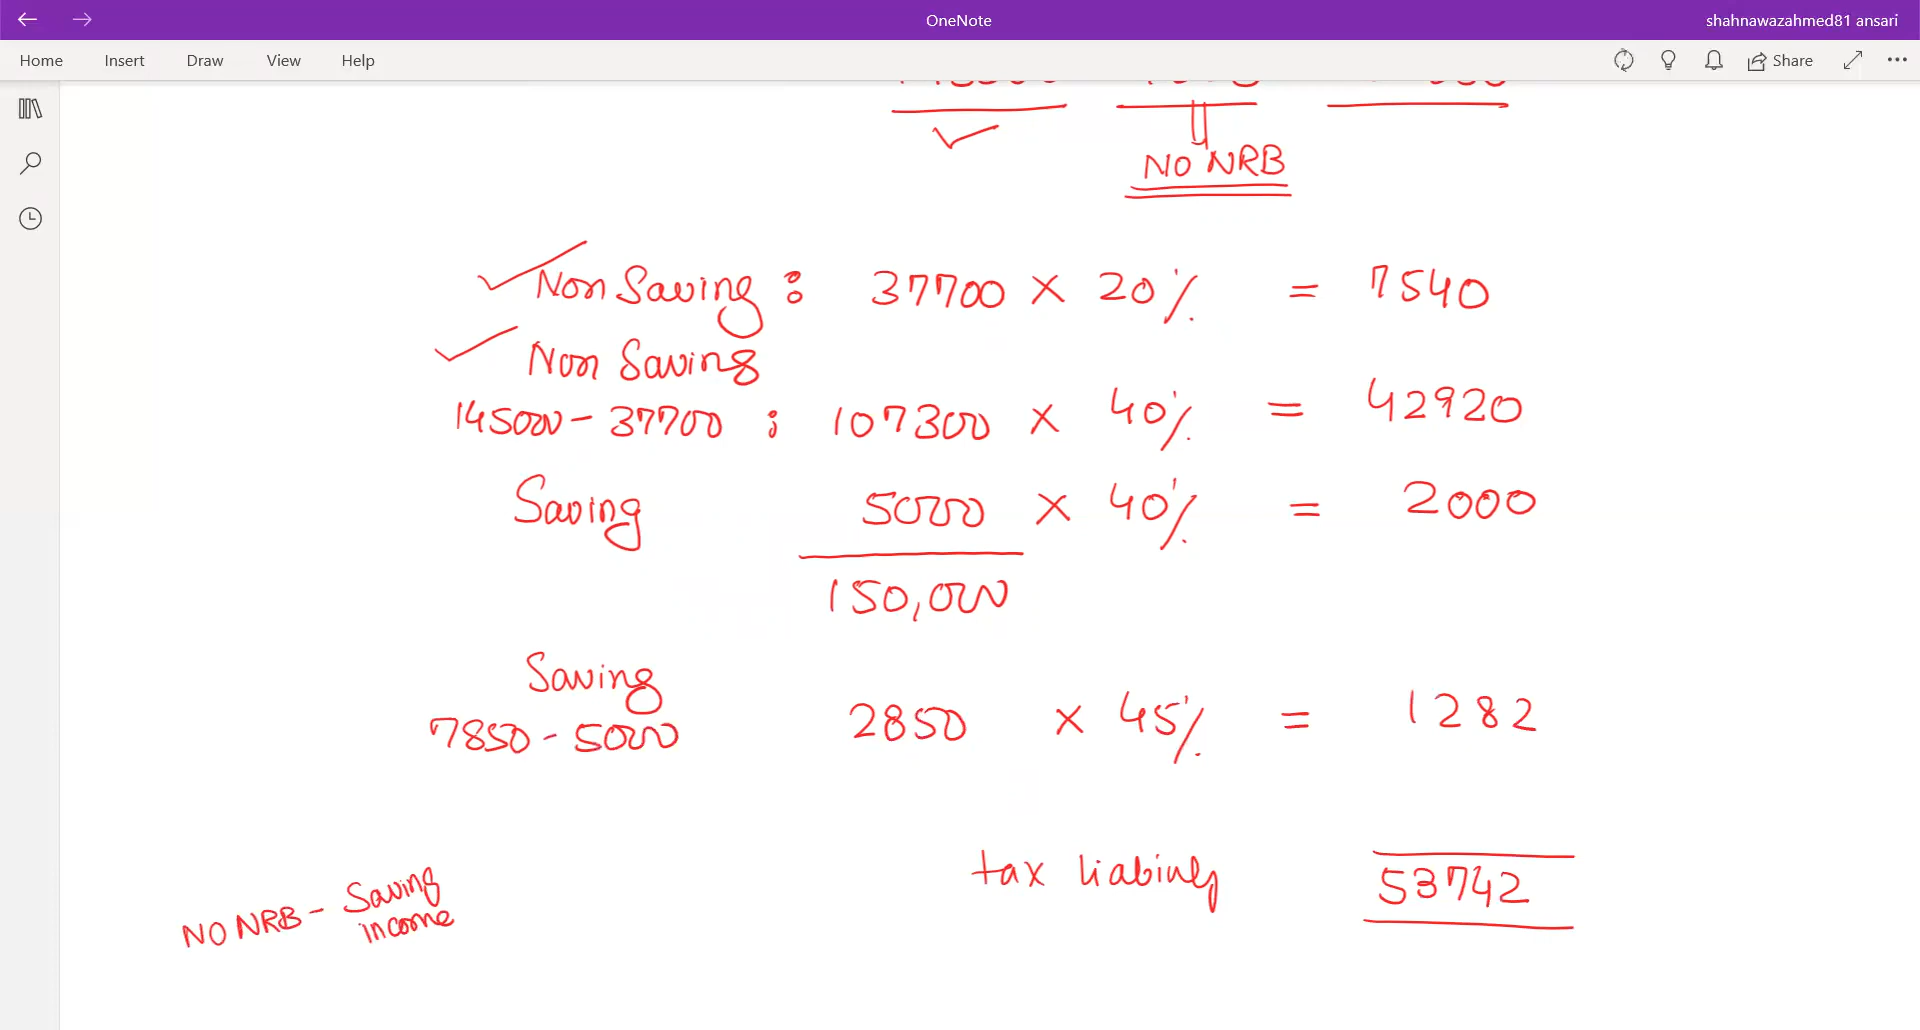 OneNote
shahnawazahmed81 ansari
Home Insert Draw View Help
Share
NO NRB
Non Saving : 37700 × 20% = 7540
Non Saving
145000 - 37700 : 107300 × 40% = 42920
Saving 5000 × 40% = 2000
150,000
Saving
7850 - 5000 2850 × 45% = 1282
tax liability 53742
NO NRB - Saving
income